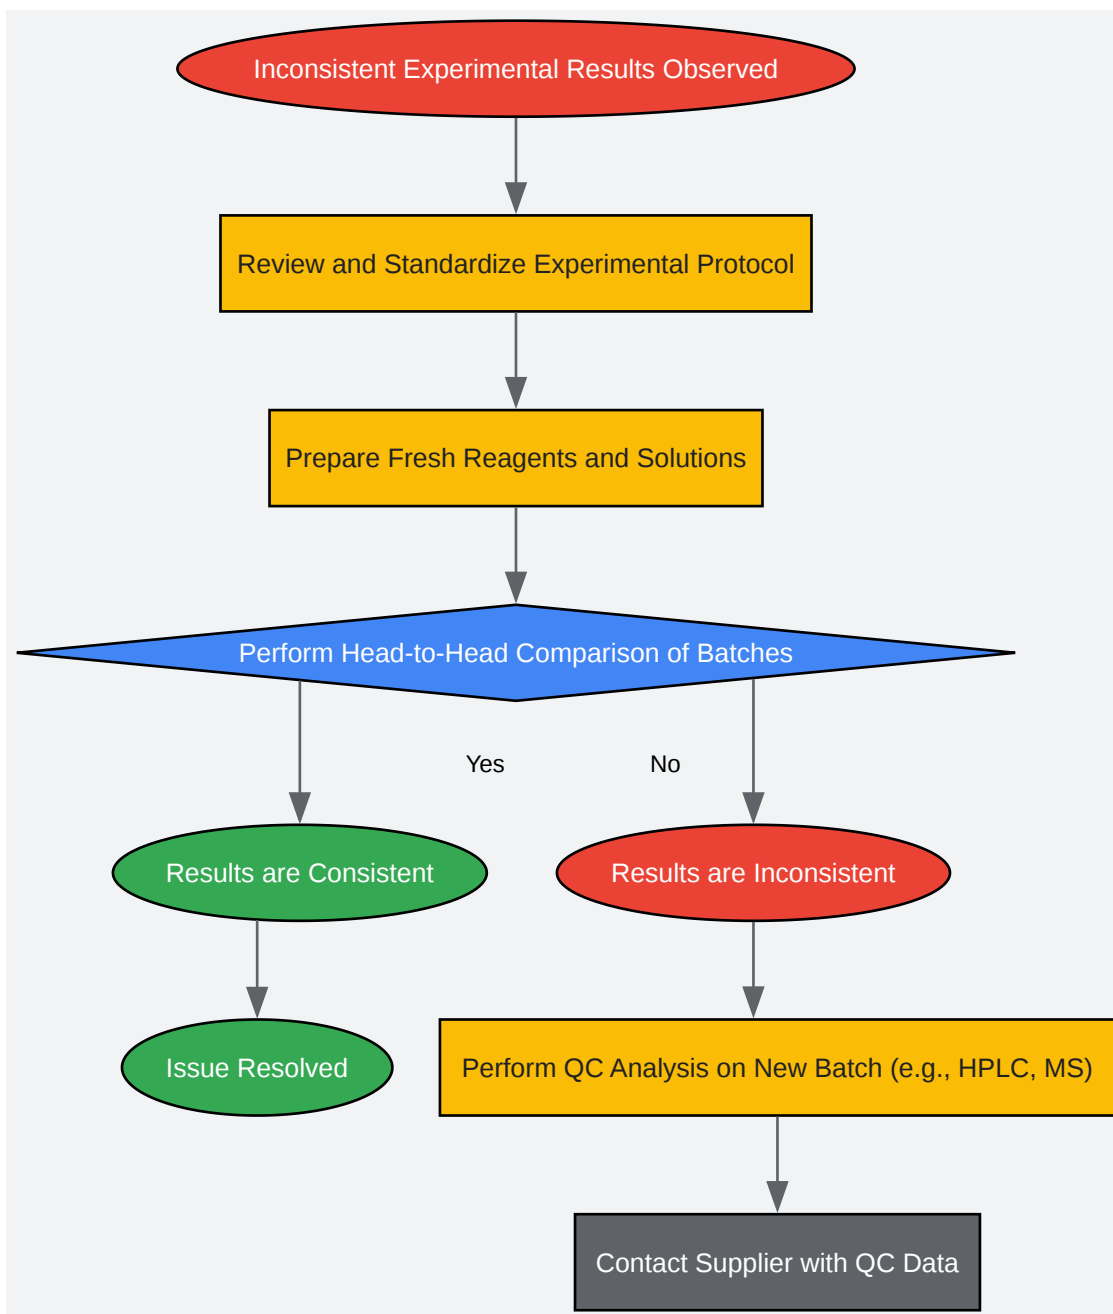 Inconsistent Experimental Results Observed
Review and Standardize Experimental Protocol
Prepare Fresh Reagents and Solutions
Perform Head-to-Head Comparison of Batches
Yes
No
Results are Consistent
Results are Inconsistent
Issue Resolved
Perform QC Analysis on New Batch (e.g., HPLC, MS)
Contact Supplier with QC Data